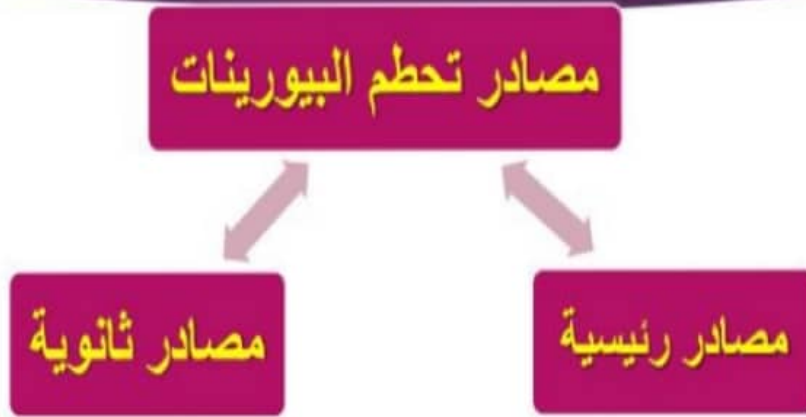 مصادر تحطم البيورينات
مصادر رئيسية
مصادر ثانوية